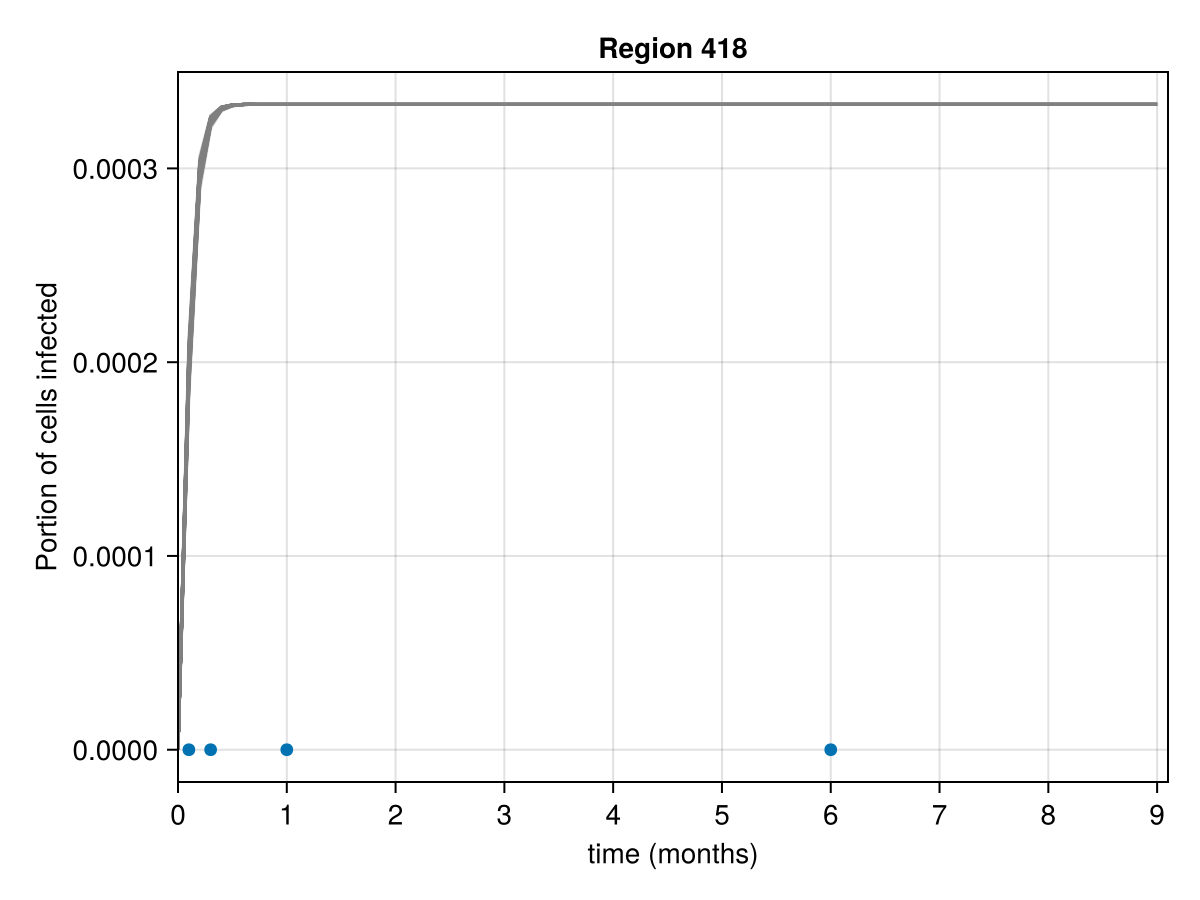 Region 418
Portion of cells infected
0.0003
0.0002
0.0001
0.0000
0 1 2 3 4 5 6 7 8 9
time (months)